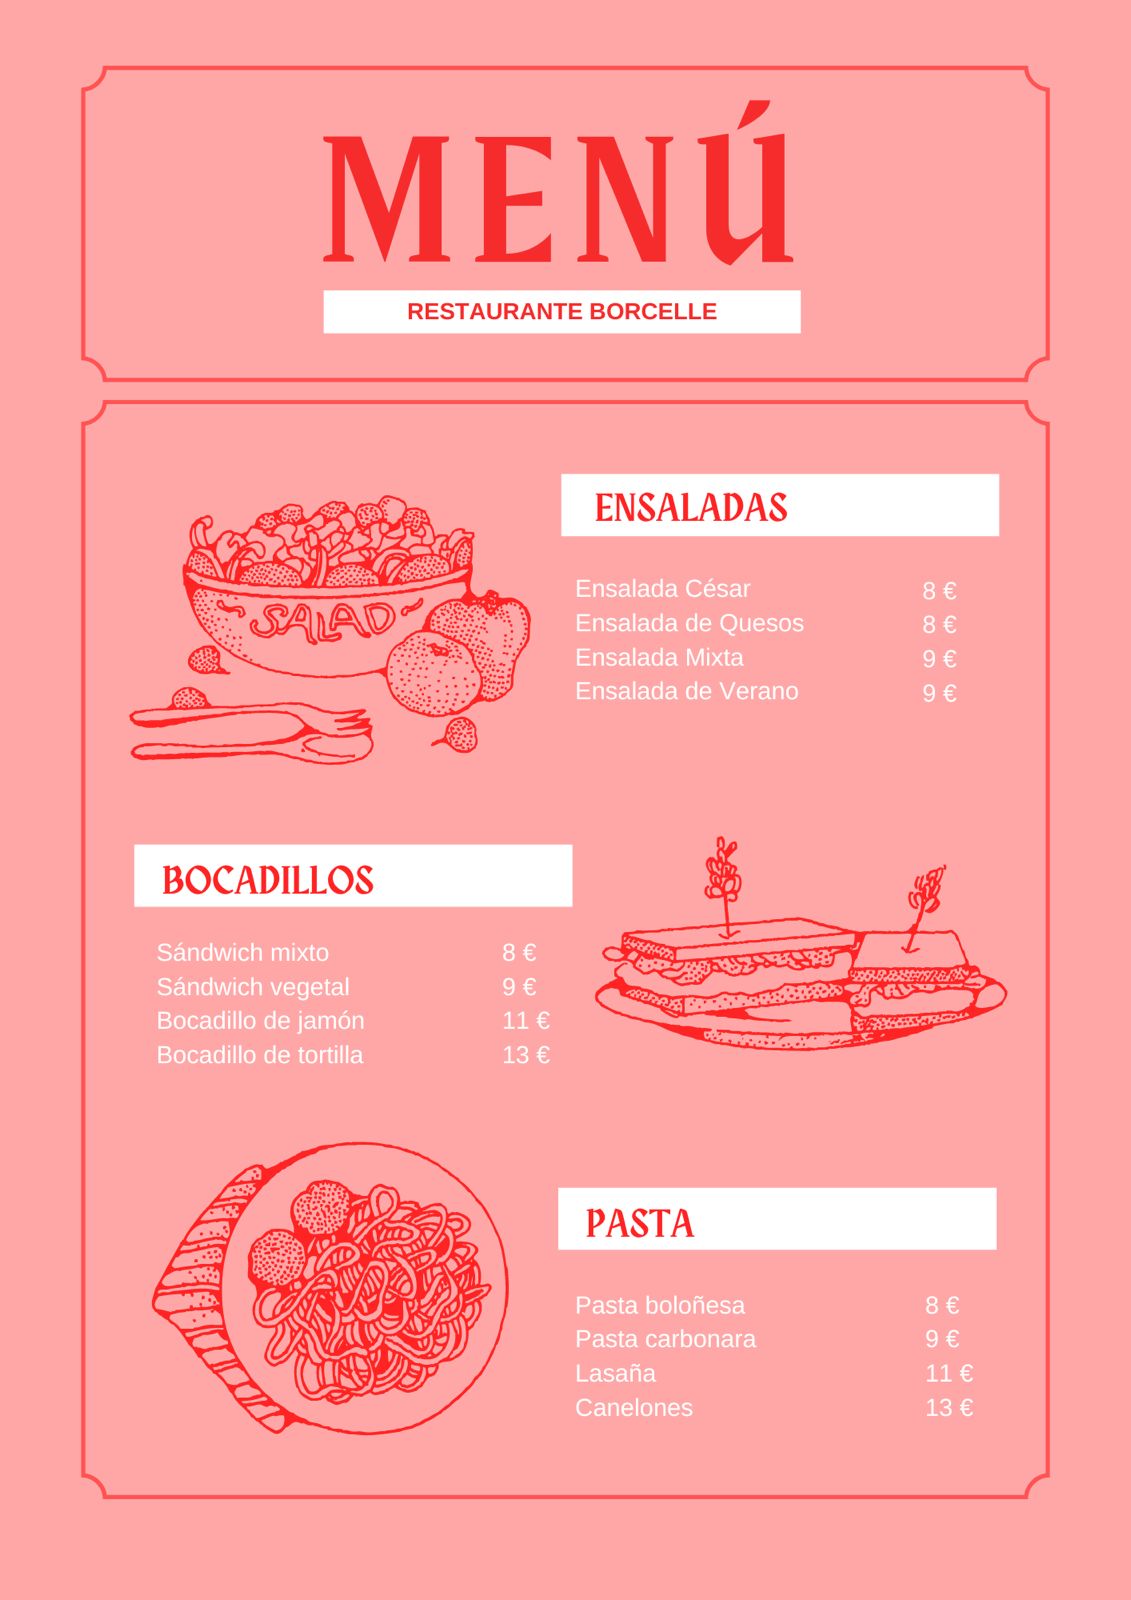 MENÚ
RESTAURANTE BORCELLE
ENSALADAS
SALAD
Ensalada César 8 €
Ensalada de Quesos 8 €
Ensalada Mixta 9 €
Ensalada de Verano 9 €
BOCADILLOS
Sándwich mixto 8 €
Sándwich vegetal 9 €
Bocadillo de jamón 11 €
Bocadillo de tortilla 13 €
PASTA
Pasta boloñesa 8 €
Pasta carbonara 9 €
Lasaña 11 €
Canelones 13 €